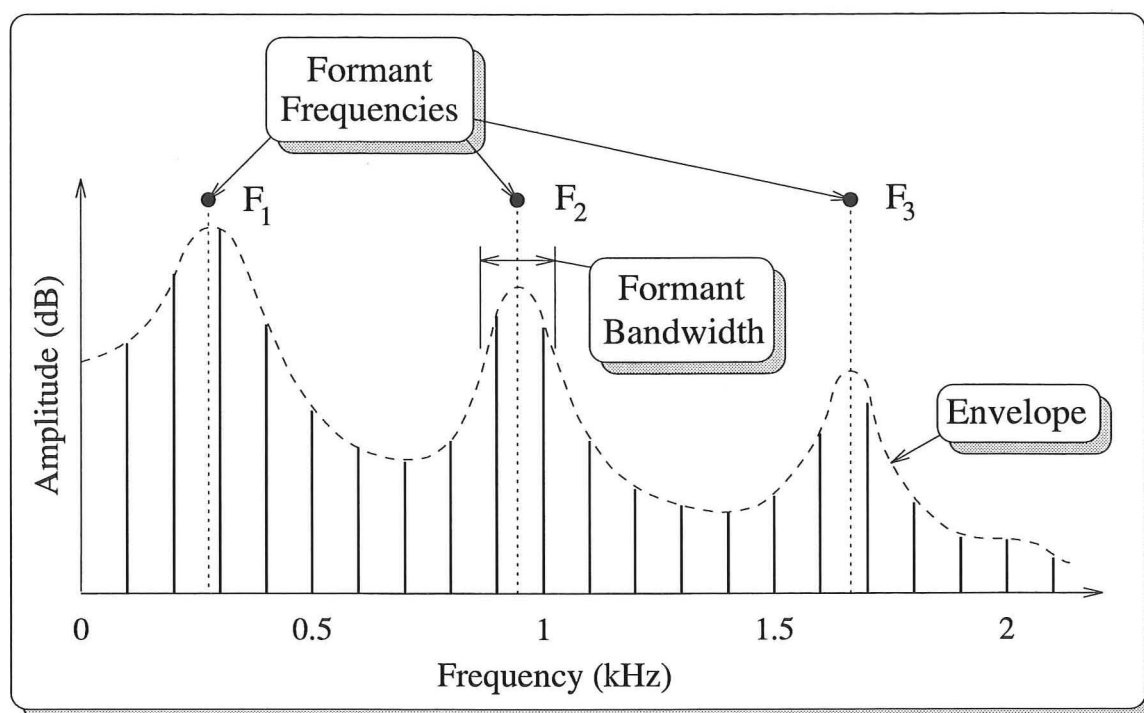 Formant
Frequencies
F1
F2
F3
Formant
Bandwidth
Envelope
Amplitude (dB)
0
0.5
1
1.5
2
Frequency (kHz)